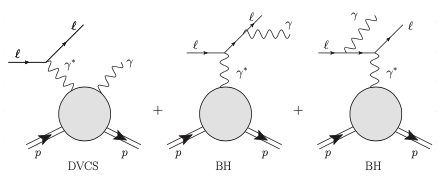 ℓ ℓ γ* γ p p DVCS
+
ℓ ℓ γ γ* p p BH
+
ℓ γ ℓ γ* p p BH